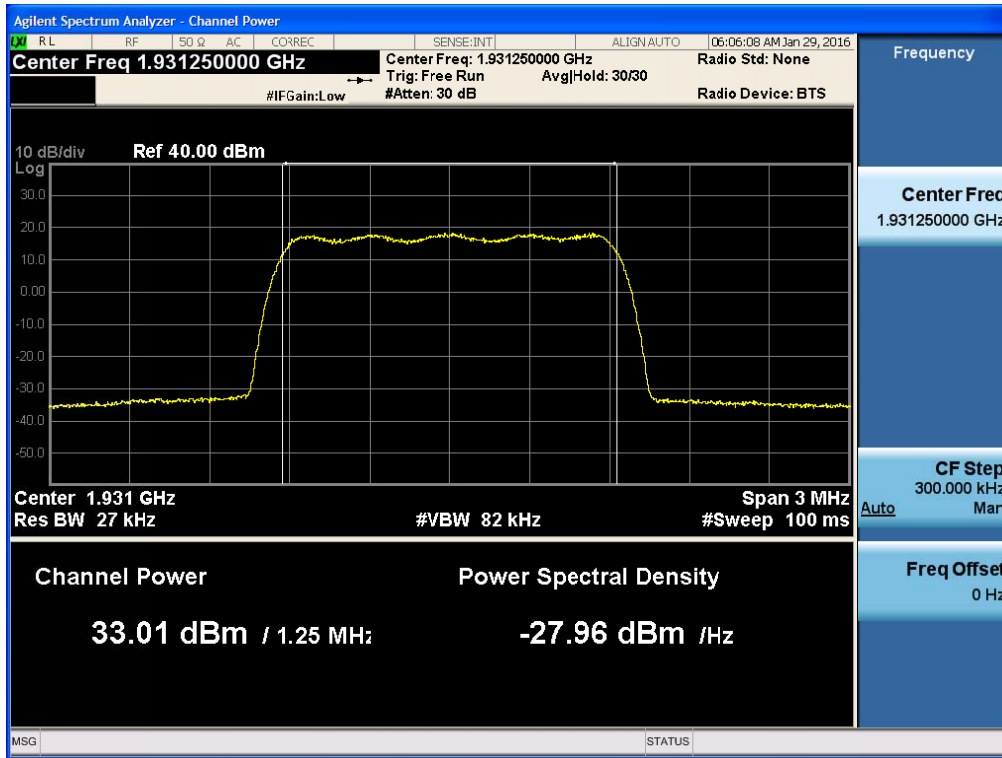 Agilent Spectrum Analyzer - Channel Power
LXI RL RF 50 Ω AC CORREC SENSE:INT ALIGN AUTO 06:06:08 AM Jan 29, 2016
Center Freq 1.931250000 GHz
Center Freq: 1.931250000 GHz Radio Std: None
Trig: Free Run Avg|Hold: 30/30
#IFGain:Low #Atten: 30 dB Radio Device: BTS
10 dB/div Ref 40.00 dBm
Log
30.0
20.0
10.0
0.00
-10.0
-20.0
-30.0
-40.0
-50.0
Center 1.931 GHz Span 3 MHz
Res BW 27 kHz #VBW 82 kHz #Sweep 100 ms
Channel Power Power Spectral Density
33.01 dBm / 1.25 MHz -27.96 dBm /Hz
MSG STATUS
Frequency
Center Freq
1.931250000 GHz
CF Step
300.000 kHz
Auto Man
Freq Offset
0 Hz